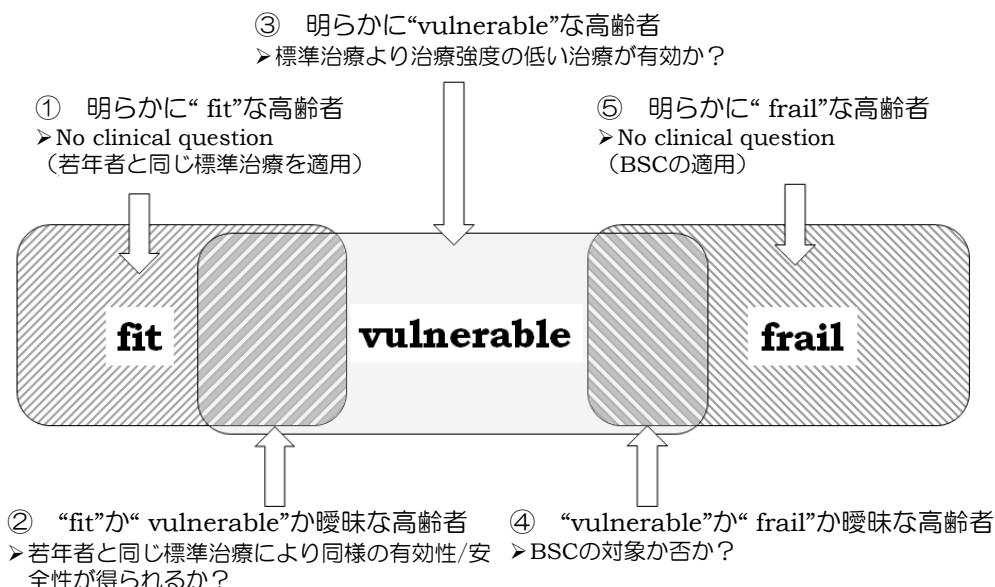 ③ 明らかに“vulnerable”な高齢者
➢標準治療より治療強度の低い治療が有効か？
① 明らかに“ fit”な高齢者
➢No clinical question
（若年者と同じ標準治療を適用）
⑤ 明らかに“ frail”な高齢者
➢No clinical question
（BSCの適用）
fit
vulnerable
frail
② “fit”か“ vulnerable”か曖昧な高齢者
➢若年者と同じ標準治療により同様の有効性/安
全性が得られるか？
④ “vulnerable”か“ frail”か曖昧な高齢者
➢BSCの対象か否か？